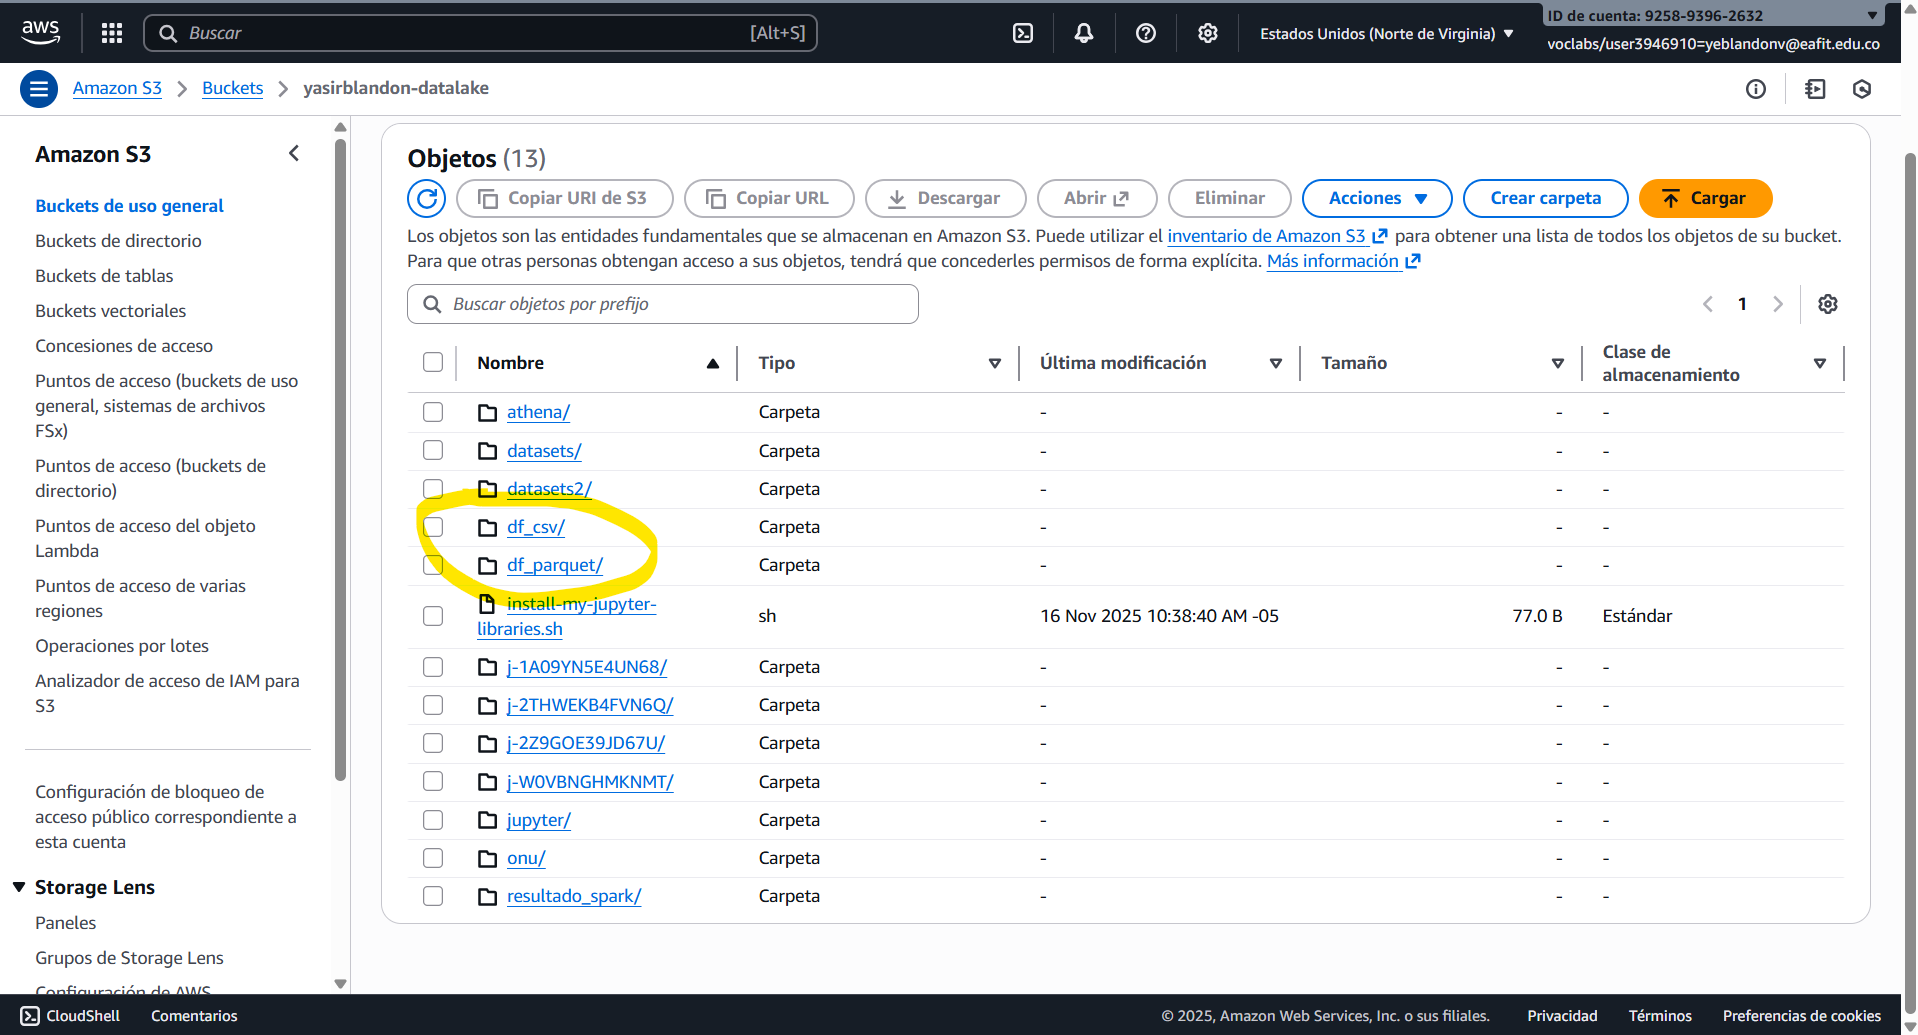 aws
Buscar
[Alt+S]
Estados Unidos (Norte de Virginia)
ID de cuenta: 9258-9396-2632
voclabs/user3946910=yeblandonv@eafit.edu.co
Amazon S3
Buckets
yasirblandon-datalake
Amazon S3
Buckets de uso general
Buckets de directorio
Buckets de tablas
Buckets vectoriales
Concesiones de acceso
Puntos de acceso (buckets de uso
general, sistemas de archivos
FSx)
Puntos de acceso (buckets de
directorio)
Puntos de acceso del objeto
Lambda
Puntos de acceso de varias
regiones
Operaciones por lotes
Analizador de acceso de IAM para
S3
Configuración de bloqueo de
acceso público correspondiente a
esta cuenta
Storage Lens
Paneles
Grupos de Storage Lens
Configuración de AWS
Objetos (13)
Copiar URI de S3
Copiar URL
Descargar
Abrir
Eliminar
Acciones
Crear carpeta
Cargar
Los objetos son las entidades fundamentales que se almacenan en Amazon S3. Puede utilizar el inventario de Amazon S3 para obtener una lista de todos los objetos de su bucket.
Para que otras personas obtengan acceso a sus objetos, tendrá que concederles permisos de forma explícita. Más información
Buscar objetos por prefijo
1
Nombre
Tipo
Última modificación
Tamaño
Clase de
almacenamiento
athena/ Carpeta - - -
datasets/ Carpeta - - -
datasets2/ Carpeta - - -
df_csv/ Carpeta - - -
df_parquet/ Carpeta - - -
install-my-jupyter-
libraries.sh
sh 16 Nov 2025 10:38:40 AM -05 77.0 B Estándar
j-1A09YN5E4UN68/ Carpeta - - -
j-2THWEKB4FVN6Q/ Carpeta - - -
j-2Z9GOE39JD67U/ Carpeta - - -
j-W0VBNGHMKNMT/ Carpeta - - -
jupyter/ Carpeta - - -
onu/ Carpeta - - -
resultado_spark/ Carpeta - - -
CloudShell
Comentarios
© 2025, Amazon Web Services, Inc. o sus filiales.
Privacidad
Términos
Preferencias de cookies